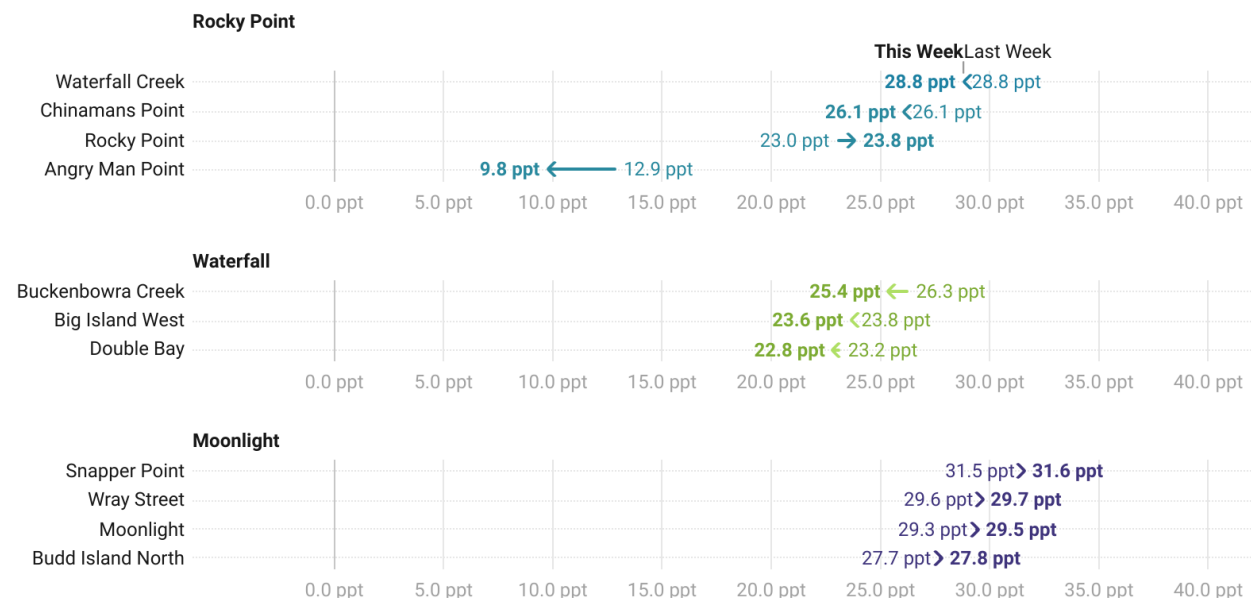 Rocky Point
This Week Last Week
Waterfall Creek 28.8 ppt 28.8 ppt
Chinamans Point 26.1 ppt 26.1 ppt
Rocky Point 23.0 ppt 23.8 ppt
Angry Man Point 9.8 ppt 12.9 ppt
0.0 ppt 5.0 ppt 10.0 ppt 15.0 ppt 20.0 ppt 25.0 ppt 30.0 ppt 35.0 ppt 40.0 ppt
Waterfall
Buckenbowra Creek 25.4 ppt 26.3 ppt
Big Island West 23.6 ppt 23.8 ppt
Double Bay 22.8 ppt 23.2 ppt
0.0 ppt 5.0 ppt 10.0 ppt 15.0 ppt 20.0 ppt 25.0 ppt 30.0 ppt 35.0 ppt 40.0 ppt
Moonlight
Snapper Point 31.5 ppt 31.6 ppt
Wray Street 29.6 ppt 29.7 ppt
Moonlight 29.3 ppt 29.5 ppt
Budd Island North 27.7 ppt 27.8 ppt
0.0 ppt 5.0 ppt 10.0 ppt 15.0 ppt 20.0 ppt 25.0 ppt 30.0 ppt 35.0 ppt 40.0 ppt